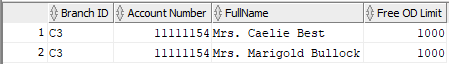 Branch ID Account Number FullName Free OD Limit
1 C3 11111154 Mrs. Caelie Best 1000
2 C3 11111154 Mrs. Marigold Bullock 1000